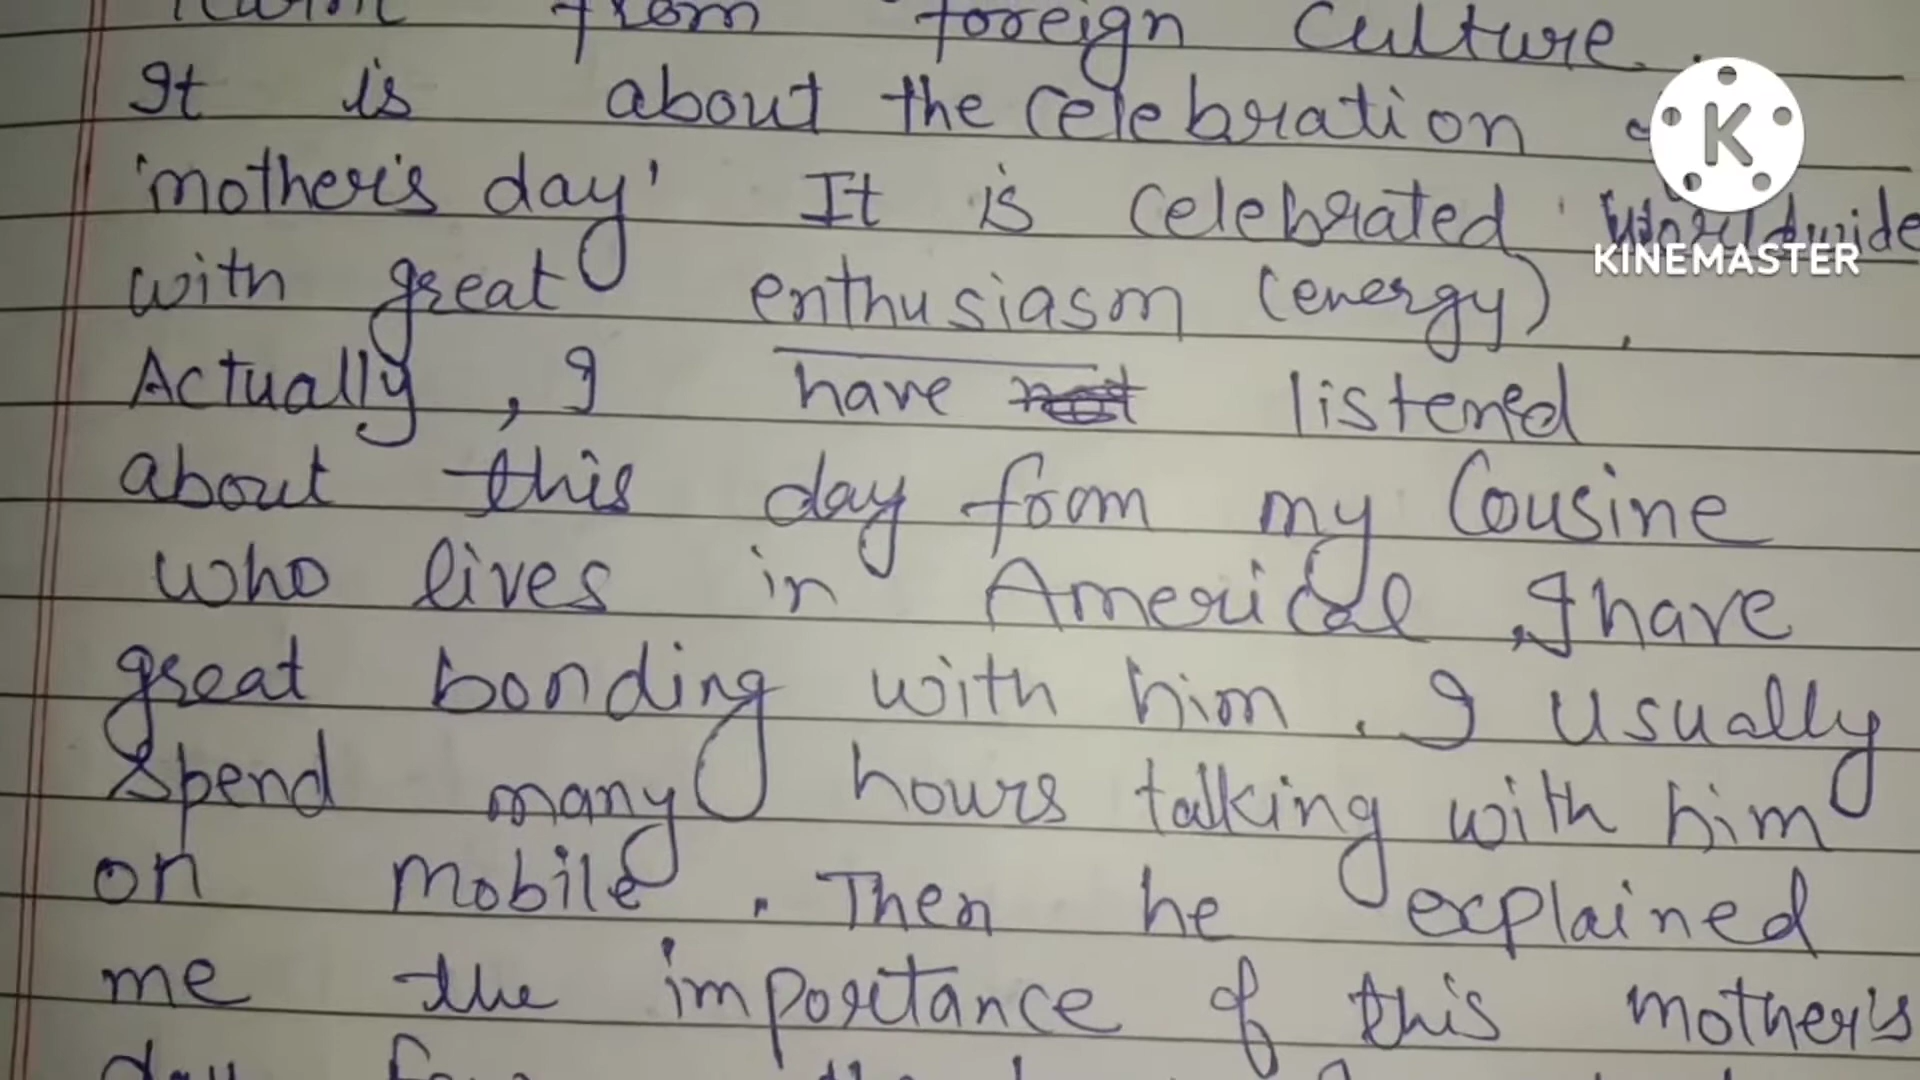 from foreign Culture.
It is about the Celebration
'mother's day' It is Celebrated worldwide
with great enthusiasm (energy).
Actually, I have not listened
about this day from my Cousine
who lives in America, I have
great bonding with him. I usually
Spend many hours talking with him
on mobile. Then he explained
me the importance of this mother's
day
K
KINEMASTER